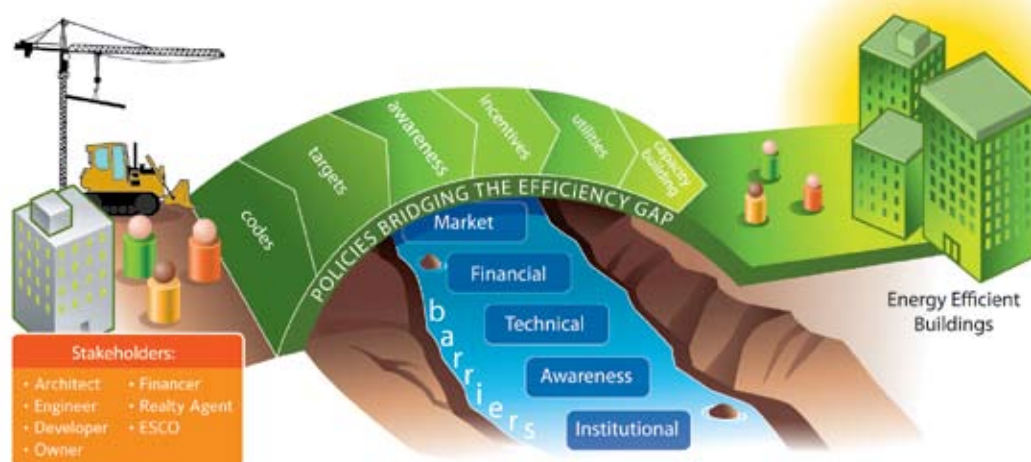 codes
targets
awareness
incentives
utilities
capacity
building
POLICIES BRIDGING THE EFFICIENCY GAP
Market
Financial
Technical
Awareness
Institutional
barriers
Energy Efficient
Buildings
Stakeholders:
• Architect
• Engineer
• Developer
• Owner
• Financer
• Realty Agent
• ESCO